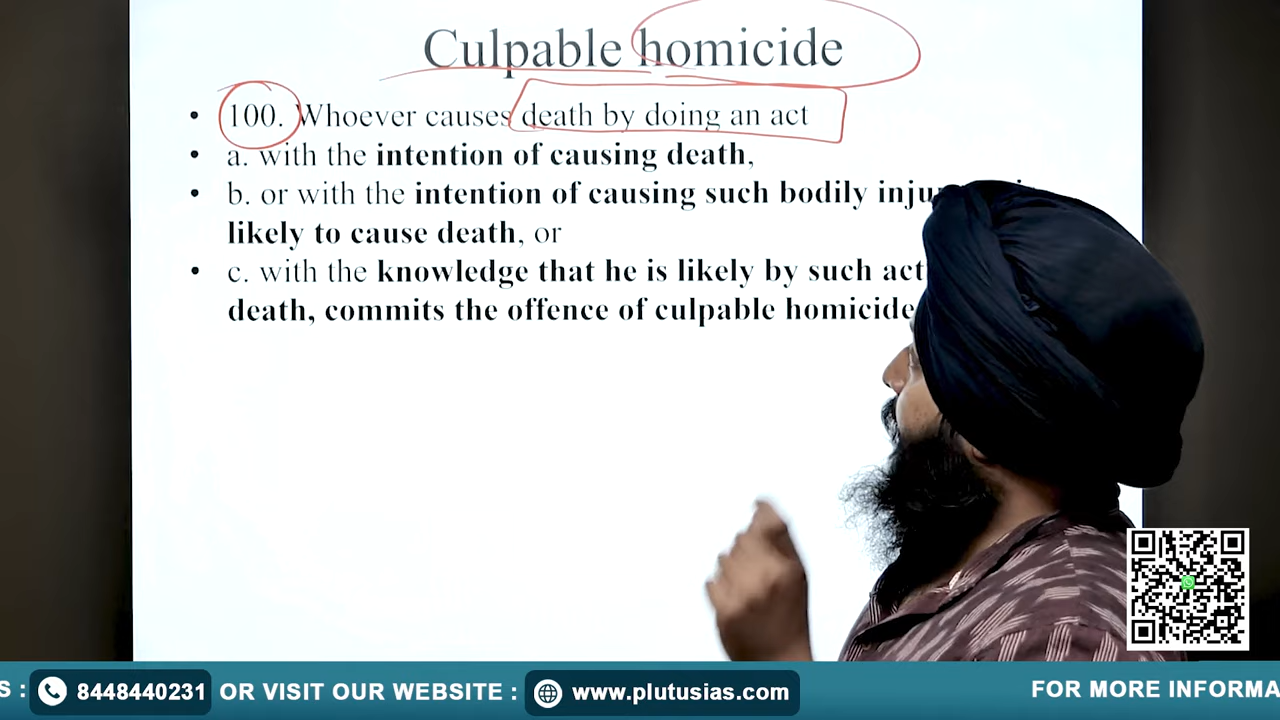 Culpable homicide
• 100. Whoever causes death by doing an act
• a. with the intention of causing death,
• b. or with the intention of causing such bodily
likely to cause death, or
• c. with the knowledge that he is likely by such act
death, commits the offence of culpable homicide
: 8448440231 OR VISIT OUR WEBSITE : www.plutusias.com FOR MORE